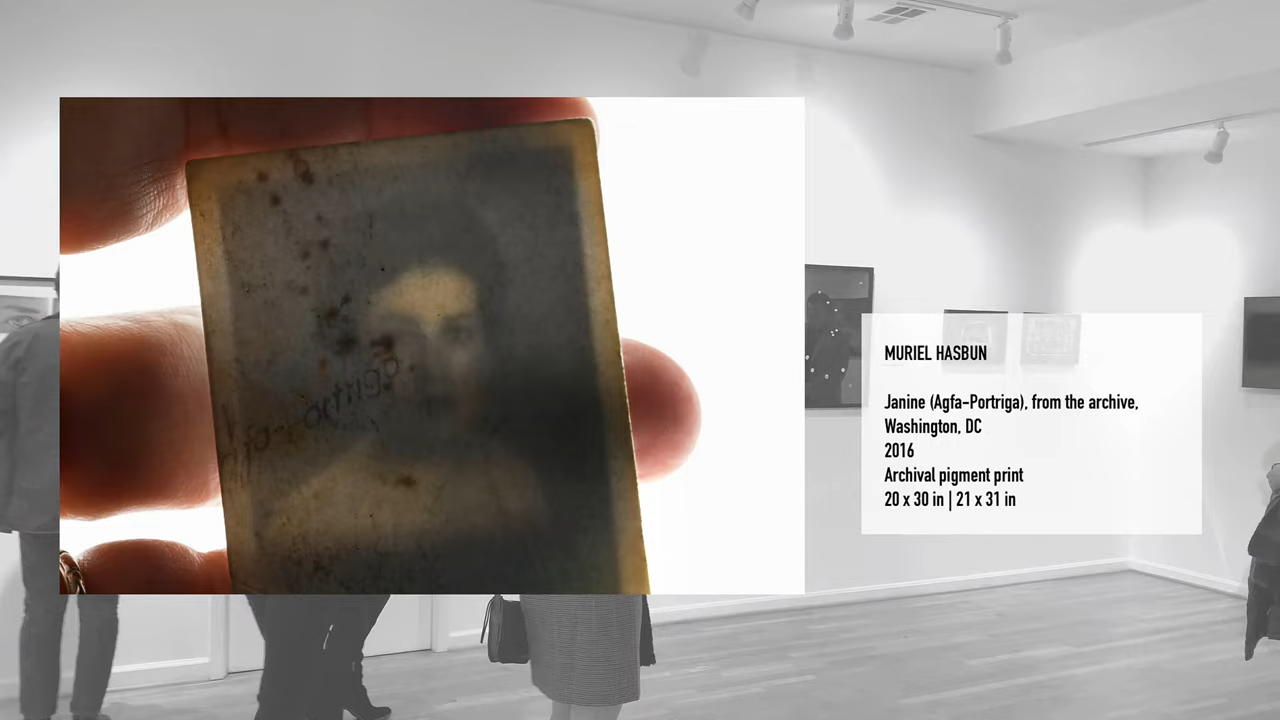 MURIEL HASBUN
Janine (Agfa-Portriga), from the archive,
Washington, DC
2016
Archival pigment print
20 x 30 in | 21 x 31 in